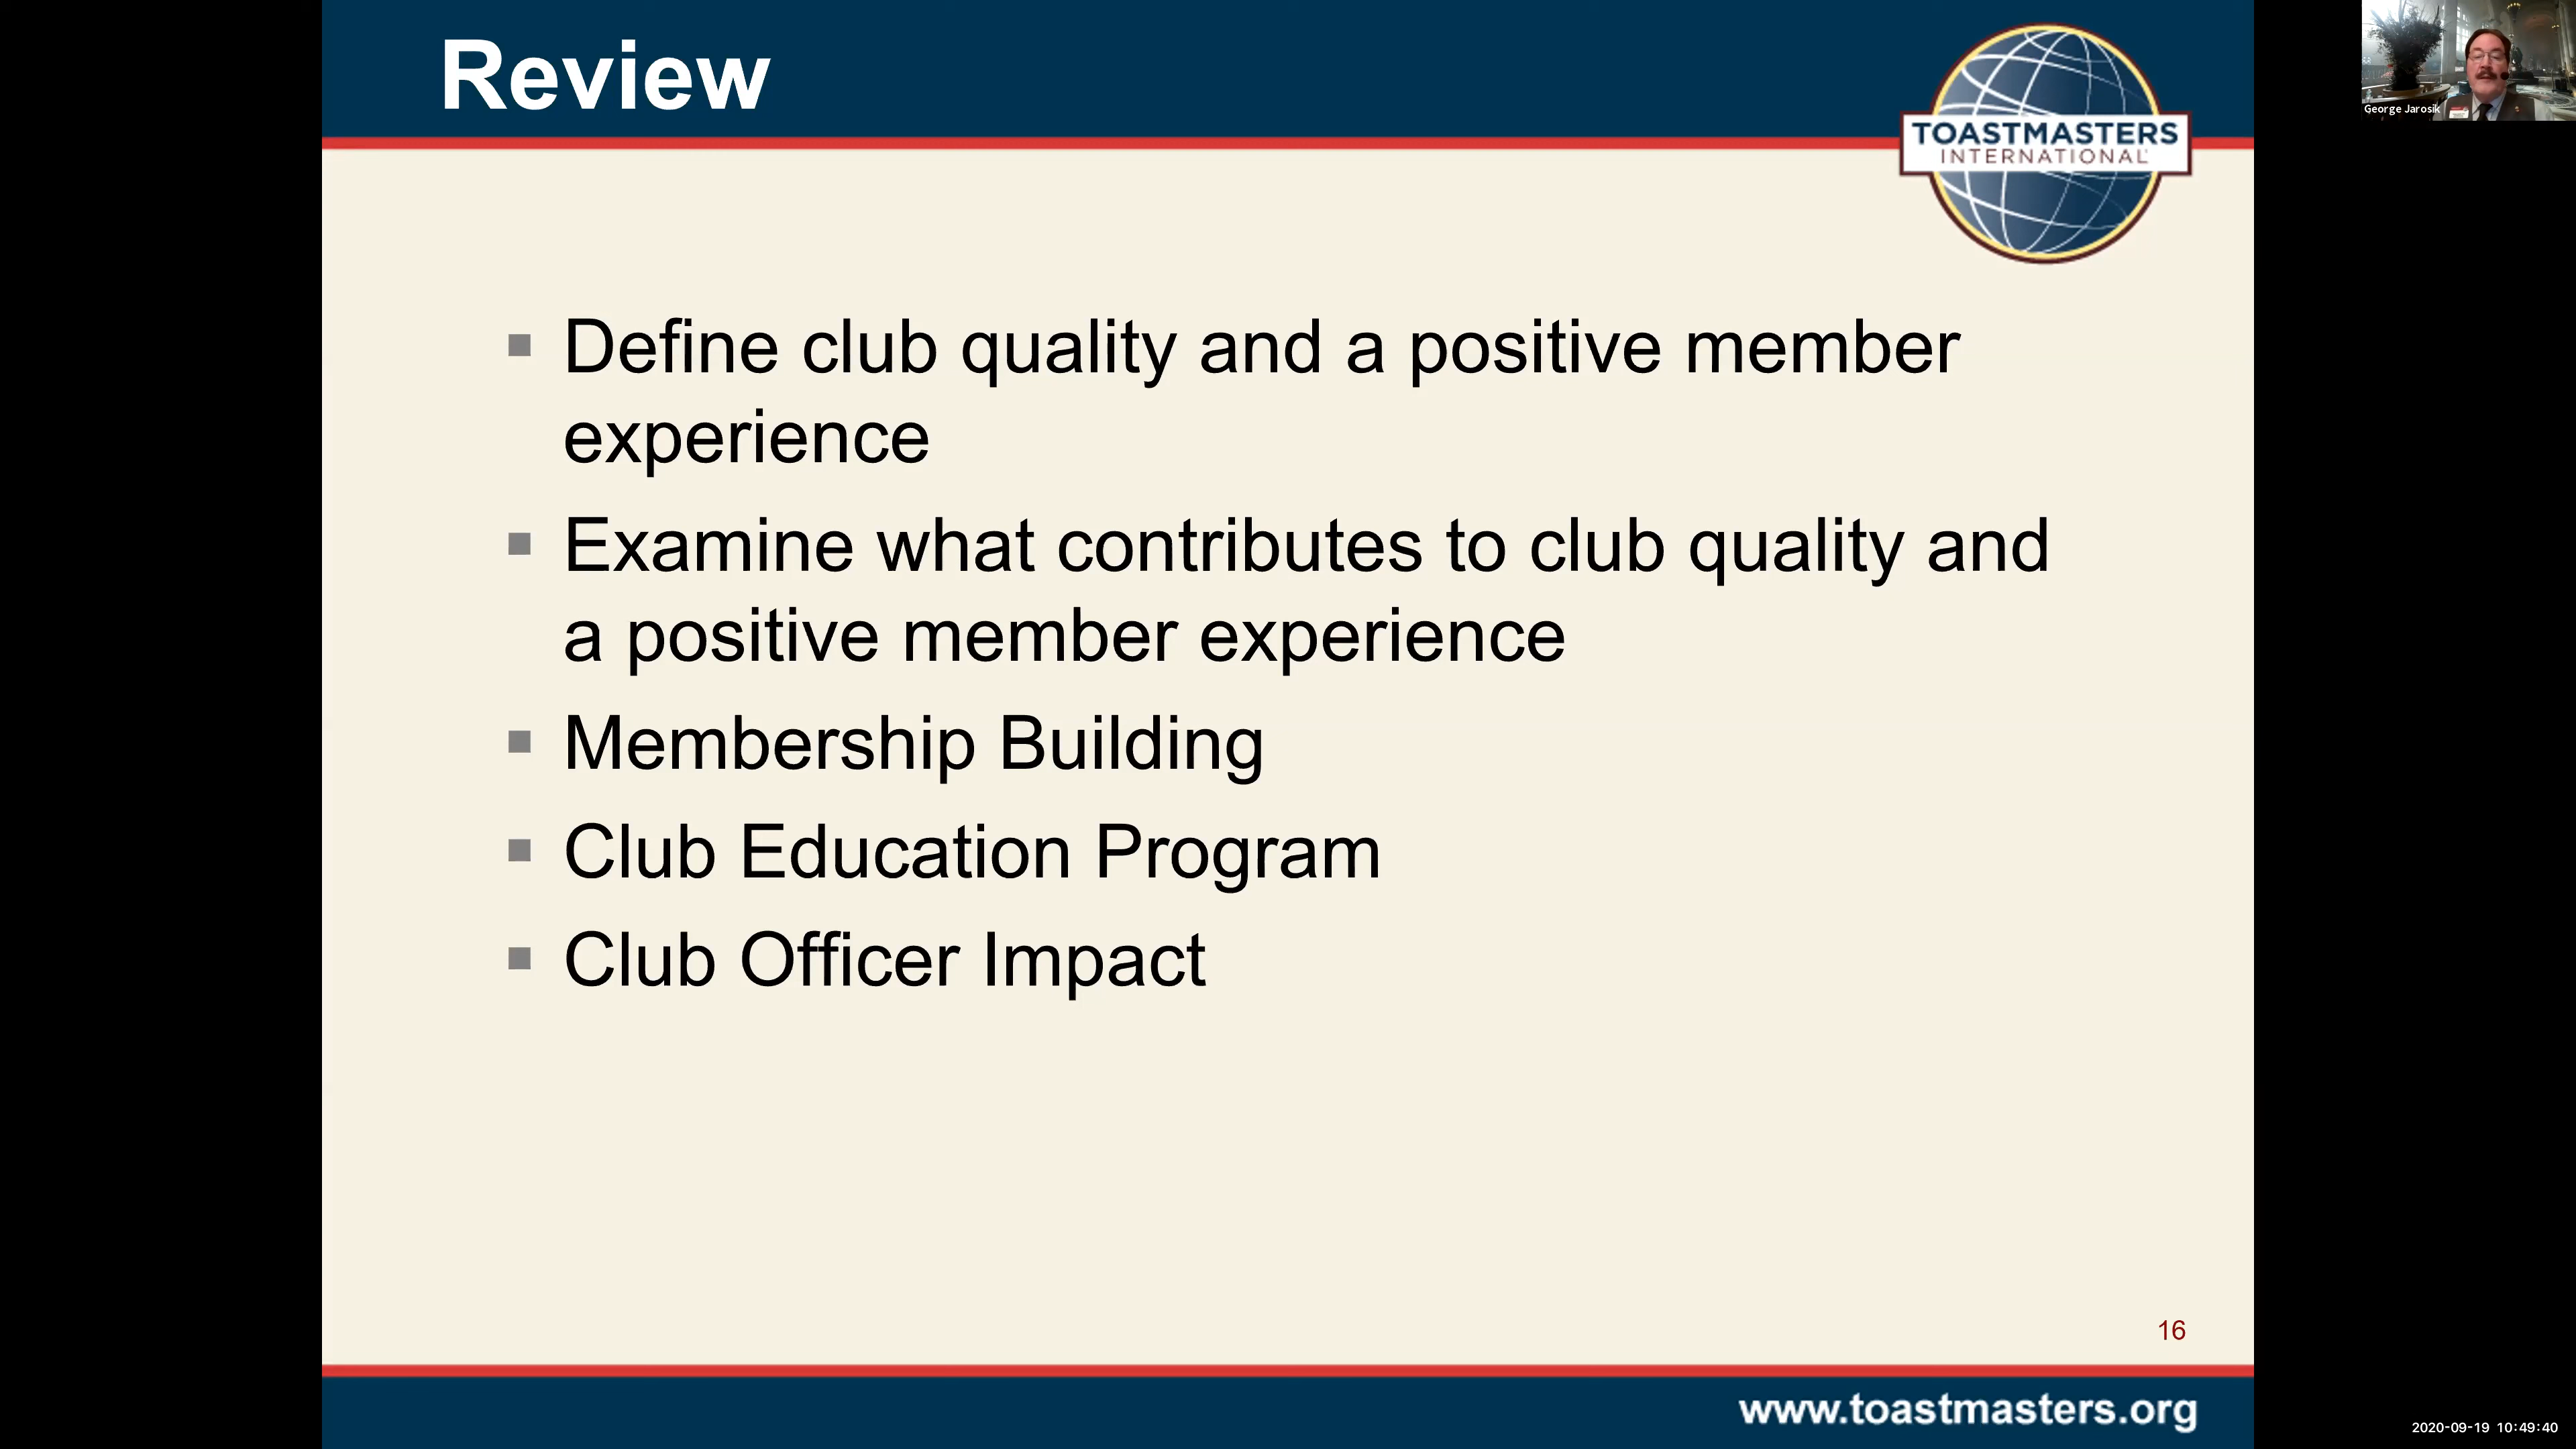 Review
TOASTMASTERS
INTERNATIONAL
George Jarosik
Define club quality and a positive member
experience
Examine what contributes to club quality and
a positive member experience
Membership Building
Club Education Program
Club Officer Impact
16
www.toastmasters.org
2020-09-19 10:49:40